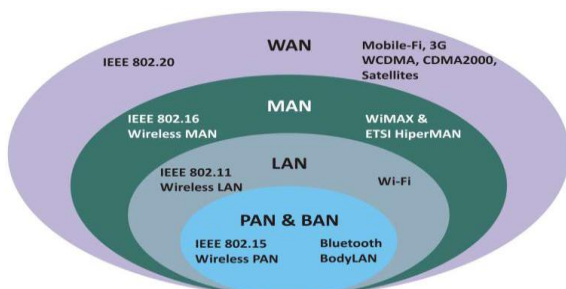 WAN
IEEE 802.20
Mobile-Fi, 3G
WCDMA, CDMA2000,
Satellites
MAN
IEEE 802.16
Wireless MAN
WiMAX &
ETSI HiperMAN
LAN
IEEE 802.11
Wireless LAN
Wi-Fi
PAN & BAN
IEEE 802.15
Wireless PAN
Bluetooth
BodyLAN